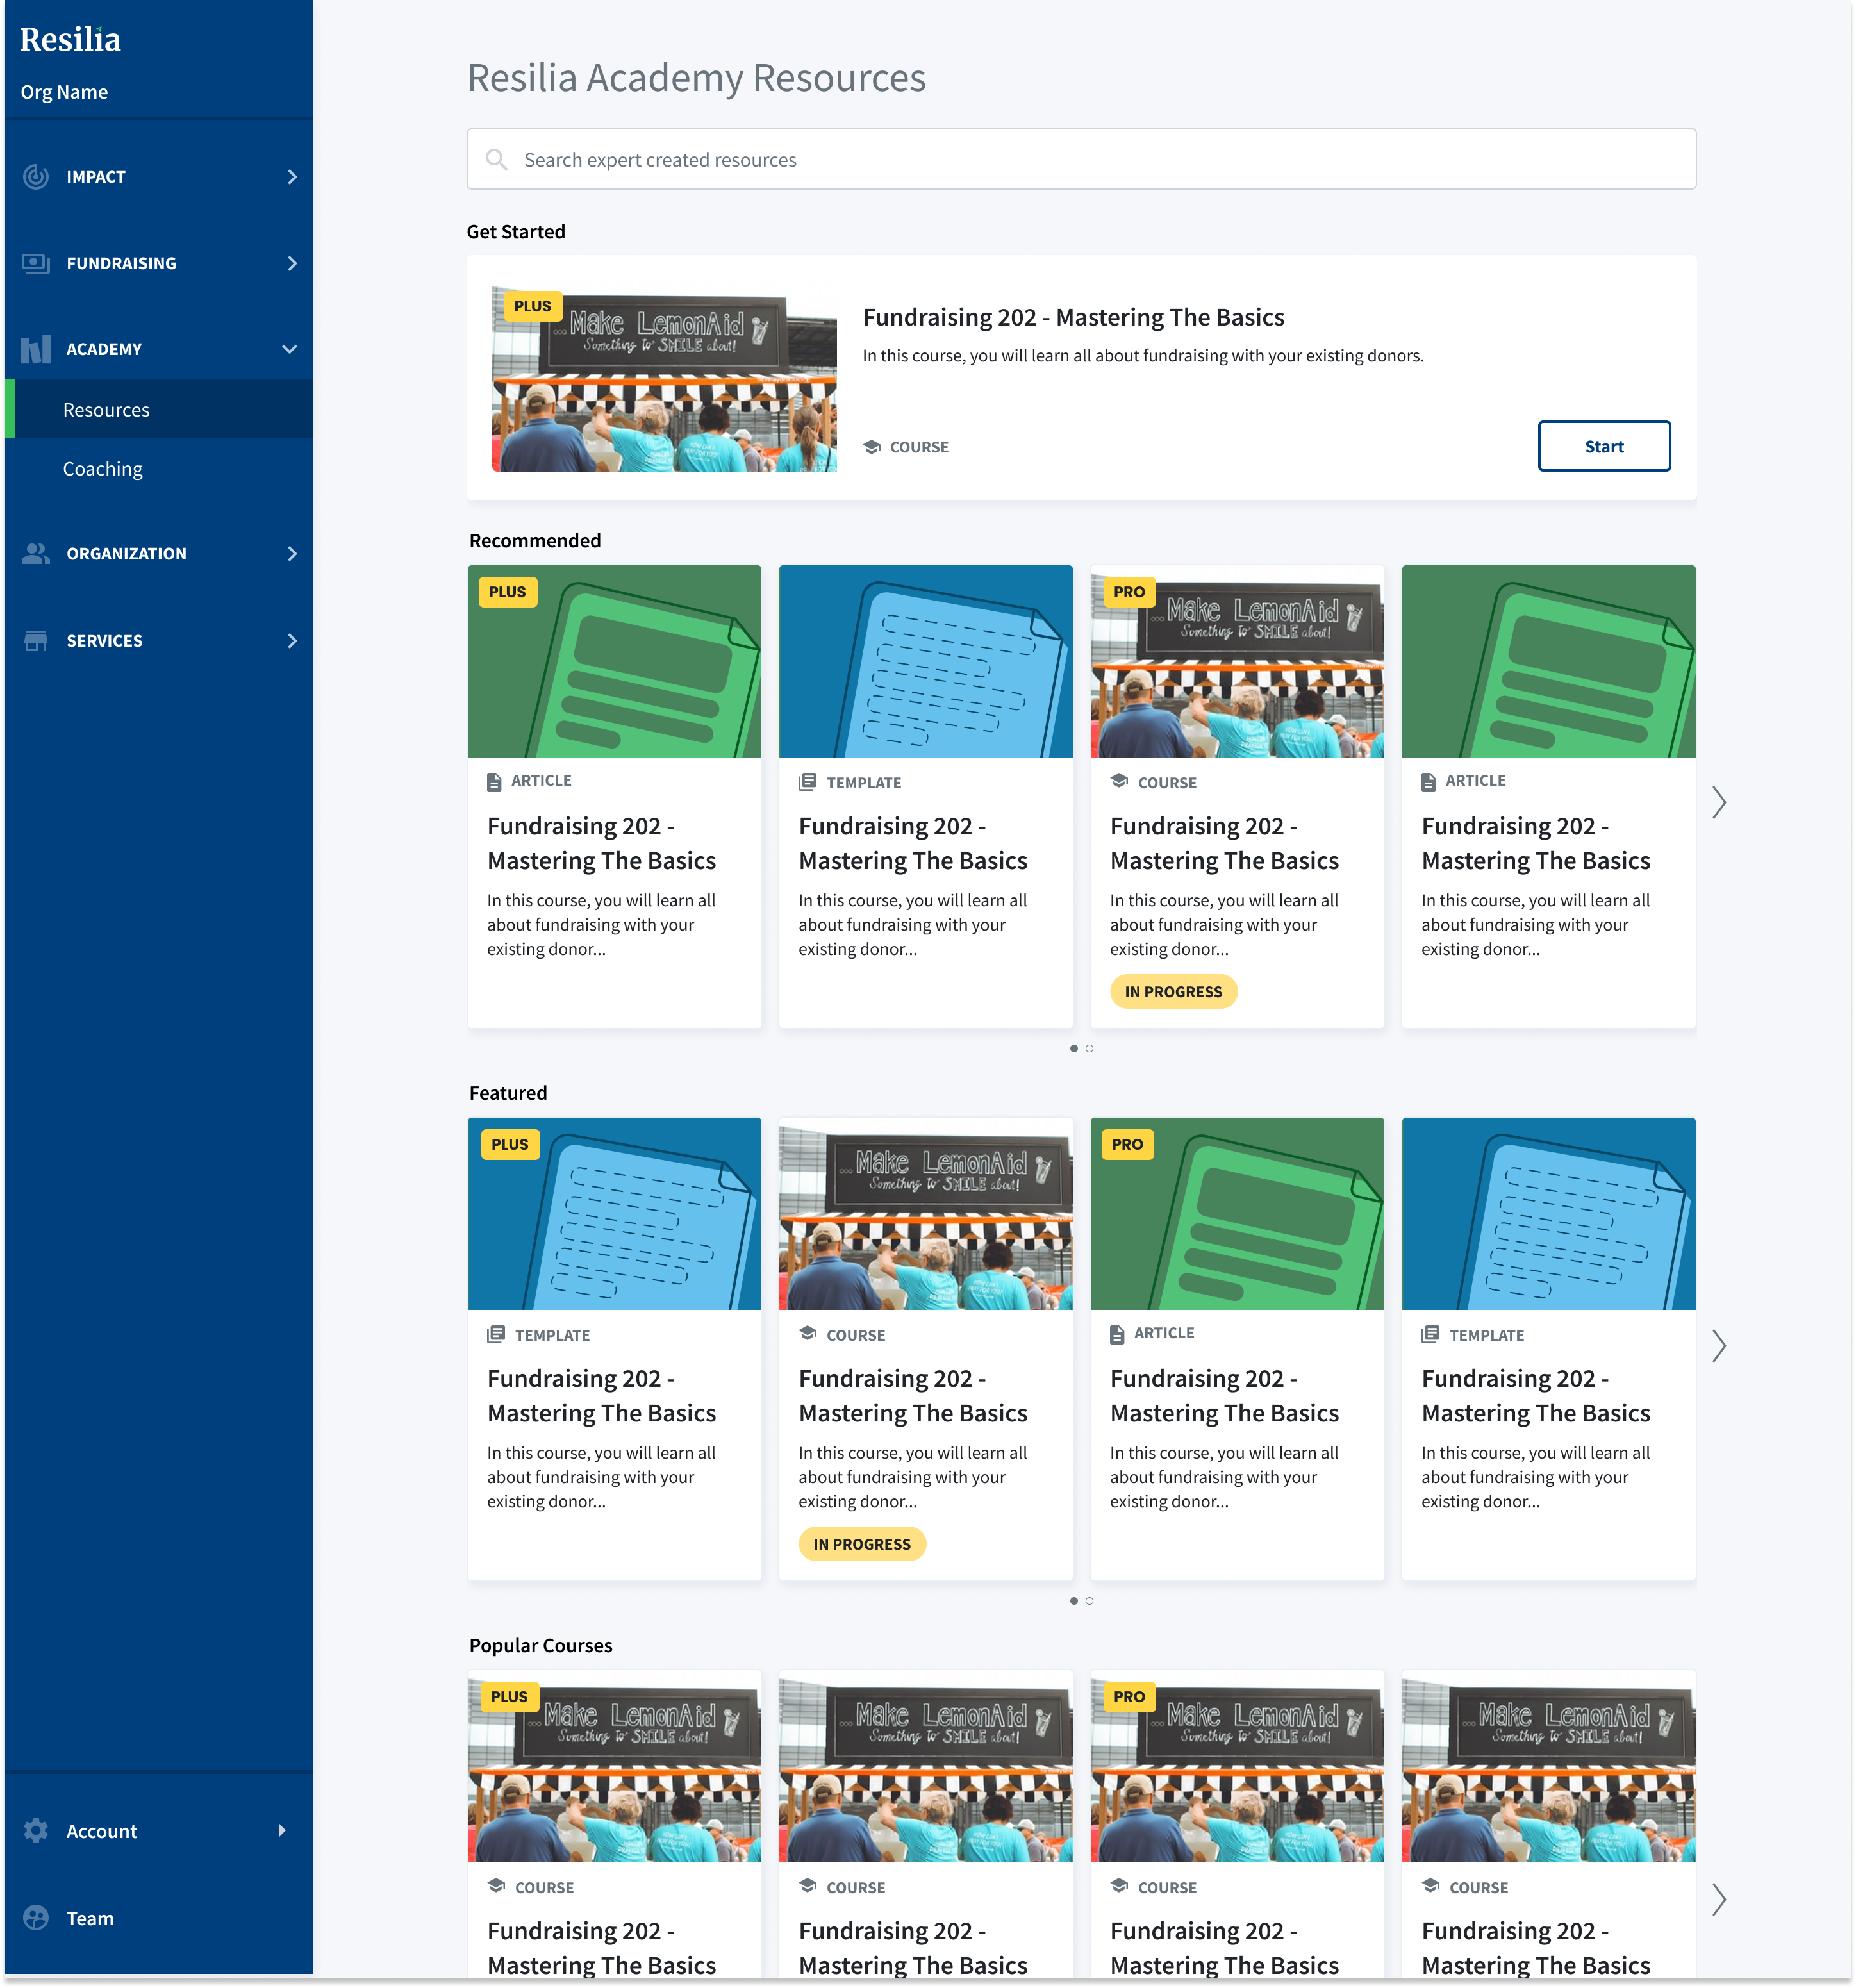 Resilia
Org Name
IMPACT
FUNDRAISING
ACADEMY
Resources
Coaching
ORGANIZATION
SERVICES
Account
Team
Resilia Academy Resources
Search expert created resources
Get Started
PLUS
...Make LemonAid
Something to SMILE about!
Fundraising 202 - Mastering The Basics
In this course, you will learn all about fundraising with your existing donors.
COURSE
Start
Recommended
PLUS
ARTICLE
Fundraising 202 -
Mastering The Basics
In this course, you will learn all
about fundraising with your
existing donor...
TEMPLATE
Fundraising 202 -
Mastering The Basics
In this course, you will learn all
about fundraising with your
existing donor...
PRO
...Make LemonAid
Something to SMILE about!
COURSE
Fundraising 202 -
Mastering The Basics
In this course, you will learn all
about fundraising with your
existing donor...
IN PROGRESS
ARTICLE
Fundraising 202 -
Mastering The Basics
In this course, you will learn all
about fundraising with your
existing donor...
Featured
PLUS
TEMPLATE
Fundraising 202 -
Mastering The Basics
In this course, you will learn all
about fundraising with your
existing donor...
...Make LemonAid
Something to SMILE about!
COURSE
Fundraising 202 -
Mastering The Basics
In this course, you will learn all
about fundraising with your
existing donor...
IN PROGRESS
PRO
ARTICLE
Fundraising 202 -
Mastering The Basics
In this course, you will learn all
about fundraising with your
existing donor...
TEMPLATE
Fundraising 202 -
Mastering The Basics
In this course, you will learn all
about fundraising with your
existing donor...
Popular Courses
PLUS
...Make LemonAid
Something to SMILE about!
COURSE
Fundraising 202 -
Mastering The Basics
...Make LemonAid
Something to SMILE about!
COURSE
Fundraising 202 -
Mastering The Basics
PRO
...Make LemonAid
Something to SMILE about!
COURSE
Fundraising 202 -
Mastering The Basics
...Make LemonAid
Something to SMILE about!
COURSE
Fundraising 202 -
Mastering The Basics